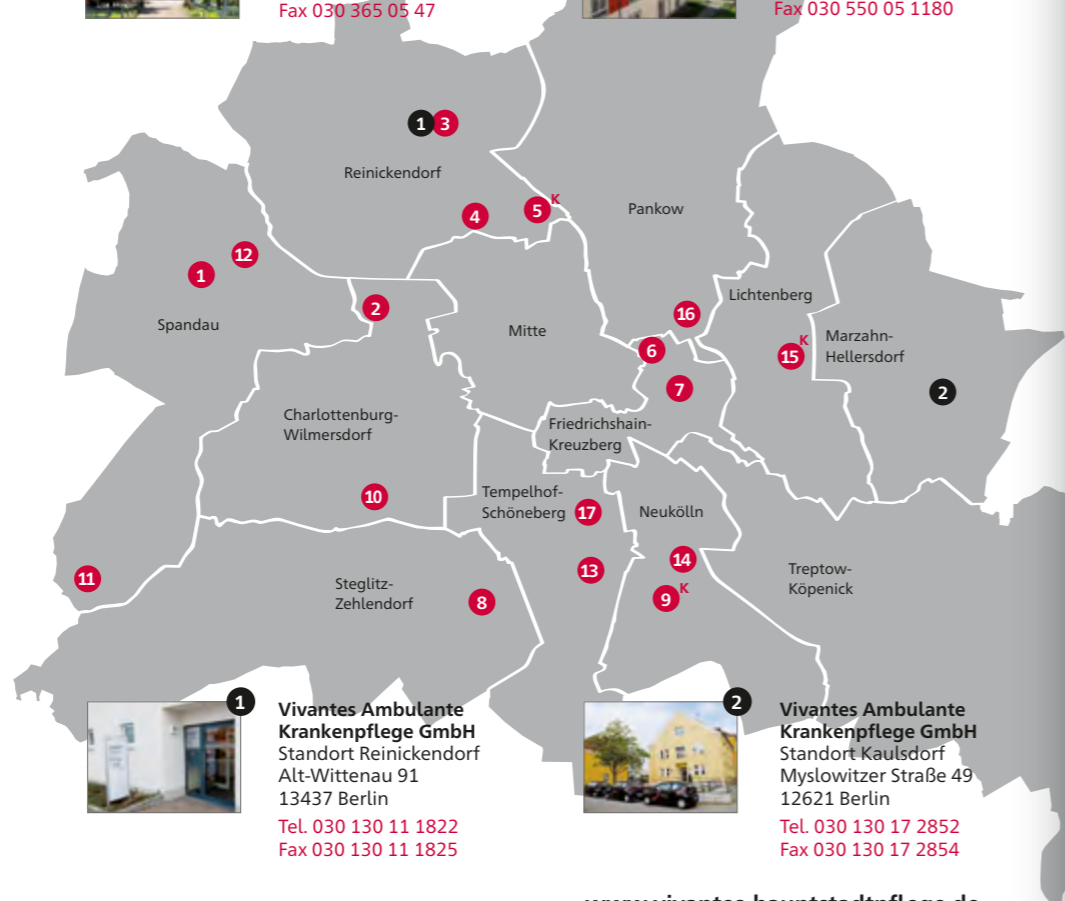 Fax 030 365 05 47
Fax 030 550 05 1180
1 3
Reinickendorf
K
4
5
Pankow
12
1
2
Spandau
Mitte
Lichtenberg
16
6
K
15
Marzahn-
Hellersdorf
7
2
Charlottenburg-
Wilmersdorf
Friedrichshain-
Kreuzberg
10
Tempelhof-
Schöneberg
17
Neukölln
14
13
11
Steglitz-
Zehlendorf
8
9
K
Treptow-
Köpenick
1
Vivantes Ambulante
Krankenpflege GmbH
Standort Reinickendorf
Alt-Wittenau 91
13437 Berlin
Tel. 030 130 11 1822
Fax 030 130 11 1825
2
Vivantes Ambulante
Krankenpflege GmbH
Standort Kaulsdorf
Myslowitzer Straße 49
12621 Berlin
Tel. 030 130 17 2852
Fax 030 130 17 2854
www.vivantes-hauptstadtpflege.de